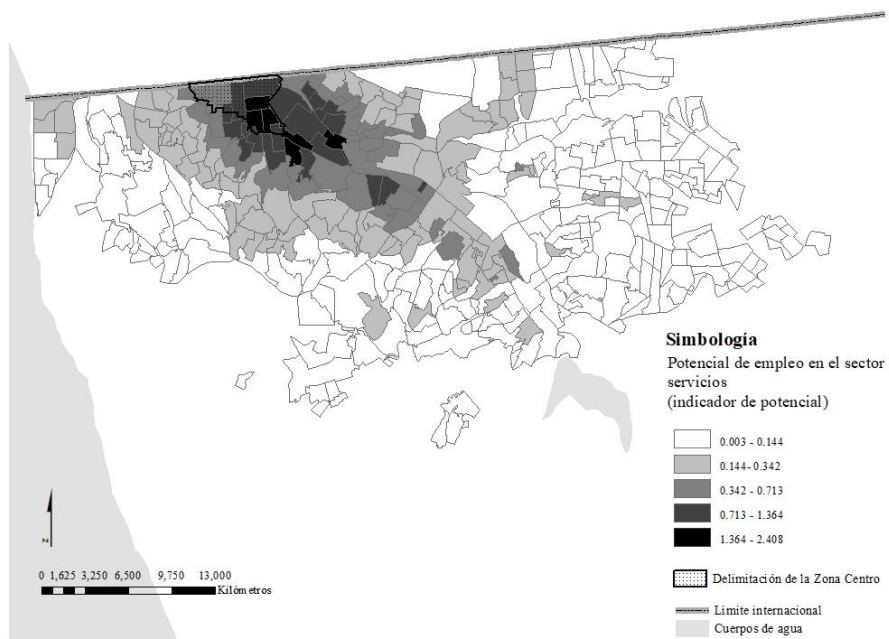 Simbología
Potencial de empleo en el sector
servicios
(indicador de potencial)
0.003 - 0.144
0.144- 0.342
0.342 - 0.713
0.713 - 1.364
1.364 - 2.408
Delimitación de la Zona Centro
Limite internacional
Cuerpos de agua
N
0 1,625 3,250 6,500 9,750 13,000
Kilómetros